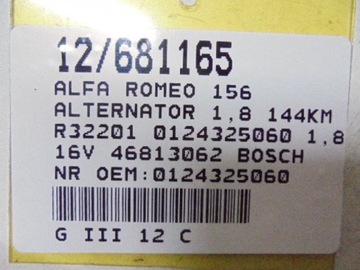 12/681165
ALFA ROMEO 156
ALTERNATOR 1,8 144KM
R32201 0124325060 1,8
16V 46813062 BOSCH
NR OEM:0124325060
G III 12 C